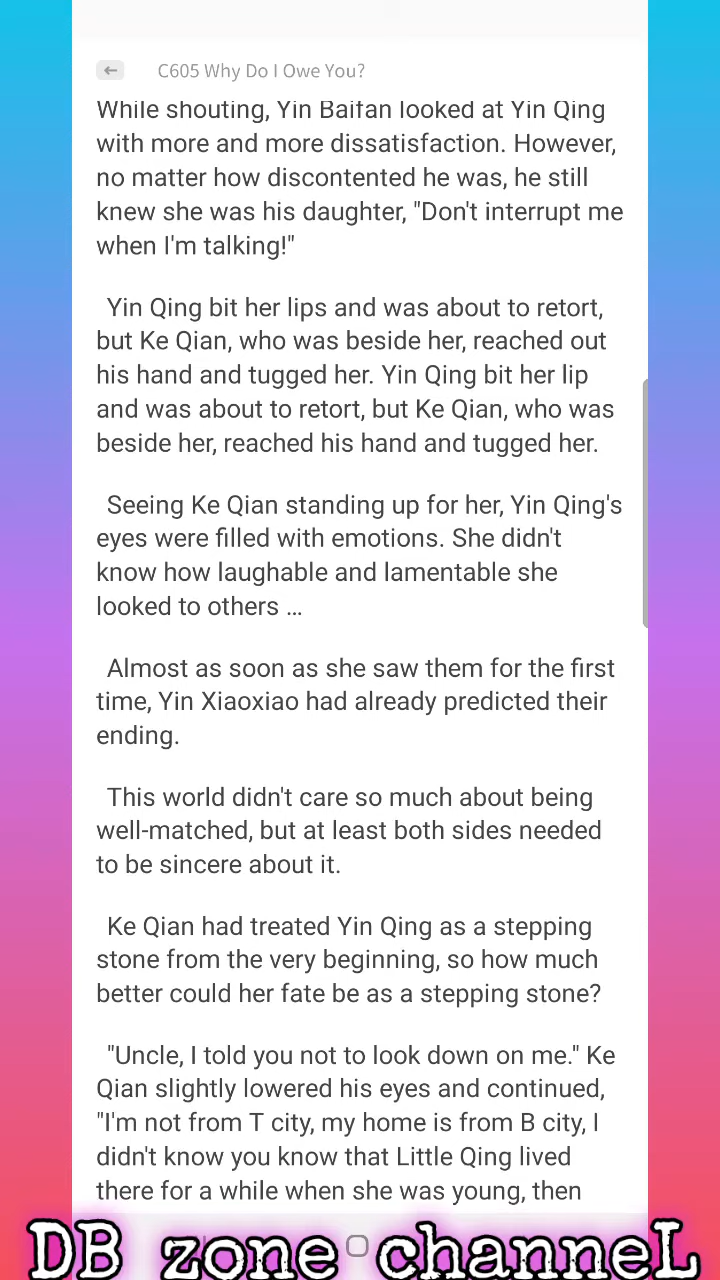 C605 Why Do I Owe You?
While shouting, Yin Baifan looked at Yin Qing
with more and more dissatisfaction. However,
no matter how discontented he was, he still
knew she was his daughter, "Don't interrupt me
when I'm talking!"
Yin Qing bit her lips and was about to retort,
but Ke Qian, who was beside her, reached out
his hand and tugged her. Yin Qing bit her lip
and was about to retort, but Ke Qian, who was
beside her, reached his hand and tugged her.
Seeing Ke Qian standing up for her, Yin Qing's
eyes were filled with emotions. She didn't
know how laughable and lamentable she
looked to others ...
Almost as soon as she saw them for the first
time, Yin Xiaoxiao had already predicted their
ending.
This world didn't care so much about being
well-matched, but at least both sides needed
to be sincere about it.
Ke Qian had treated Yin Qing as a stepping
stone from the very beginning, so how much
better could her fate be as a stepping stone?
"Uncle, I told you not to look down on me." Ke
Qian slightly lowered his eyes and continued,
"I'm not from T city, my home is from B city, I
didn't know you know that Little Qing lived
there for a while when she was young, then
DB zone channeL